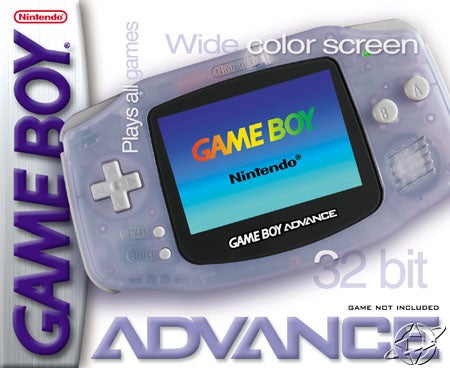 Nintendo®
GAME BOY®
Plays all games
Wide color screen
Nintendo®
A
B
GAME BOY
Nintendo®
START
SELECT
GAME BOY ADVANCE
32 bit
GAME NOT INCLUDED
ADVANCE